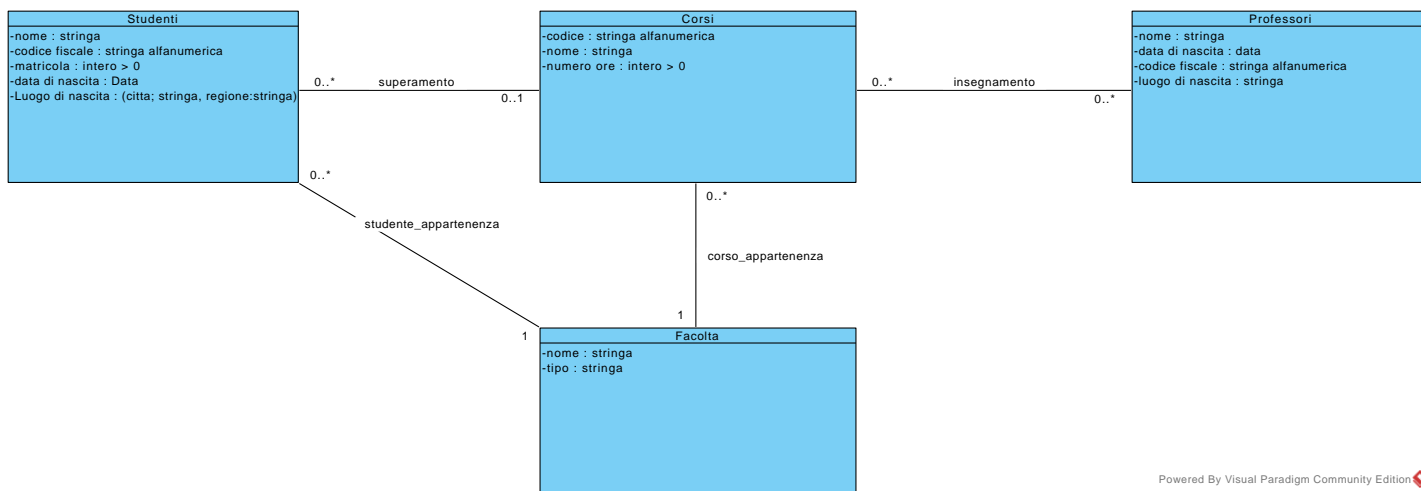 Studenti
-nome : stringa
-codice fiscale : stringa alfanumerica
-matricola : intero > 0
-data di nascita : Data
-Luogo di nascita : (citta; stringa, regione:stringa)
0..*
superamento
0..1
Corsi
-codice : stringa alfanumerica
-nome : stringa
-numero ore : intero > 0
0..*
insegnamento
0..*
Professori
-nome : stringa
-data di nascita : data
-codice fiscale : stringa alfanumerica
-luogo di nascita : stringa
0..*
studente_appartenenza
1
0..*
corso_appartenenza
1
Facolta
-nome : stringa
-tipo : stringa
Powered By Visual Paradigm Community Edition